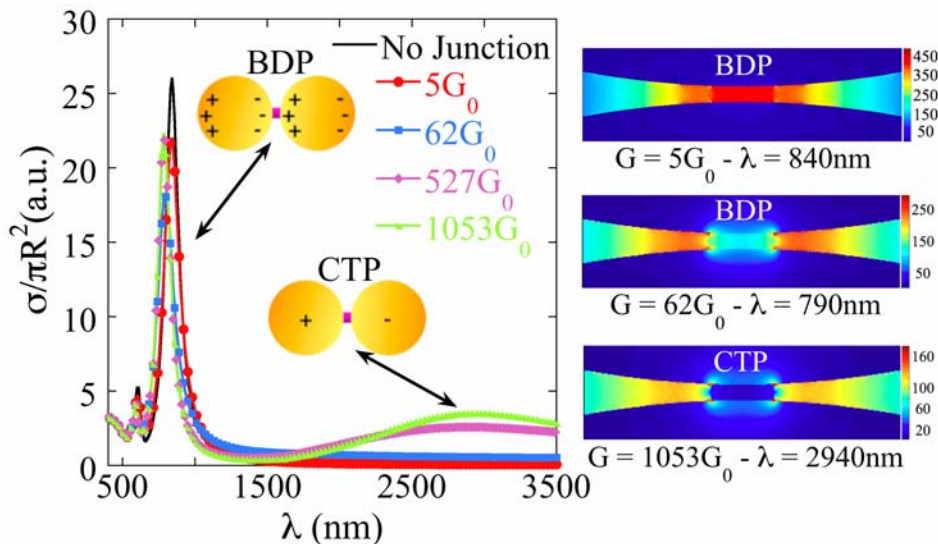 30
25
20
15
10
5
0
σ/πR²(a.u.)
500
1500
2500
3500
λ (nm)
No Junction
5G₀
62G₀
527G₀
1053G₀
BDP
+ - + -
+ - + -
+ - + -
CTP
+ -
BDP
450
350
250
150
50
G = 5G₀ - λ = 840nm
BDP
250
150
50
G = 62G₀ - λ = 790nm
CTP
160
100
60
20
G = 1053G₀ - λ = 2940nm